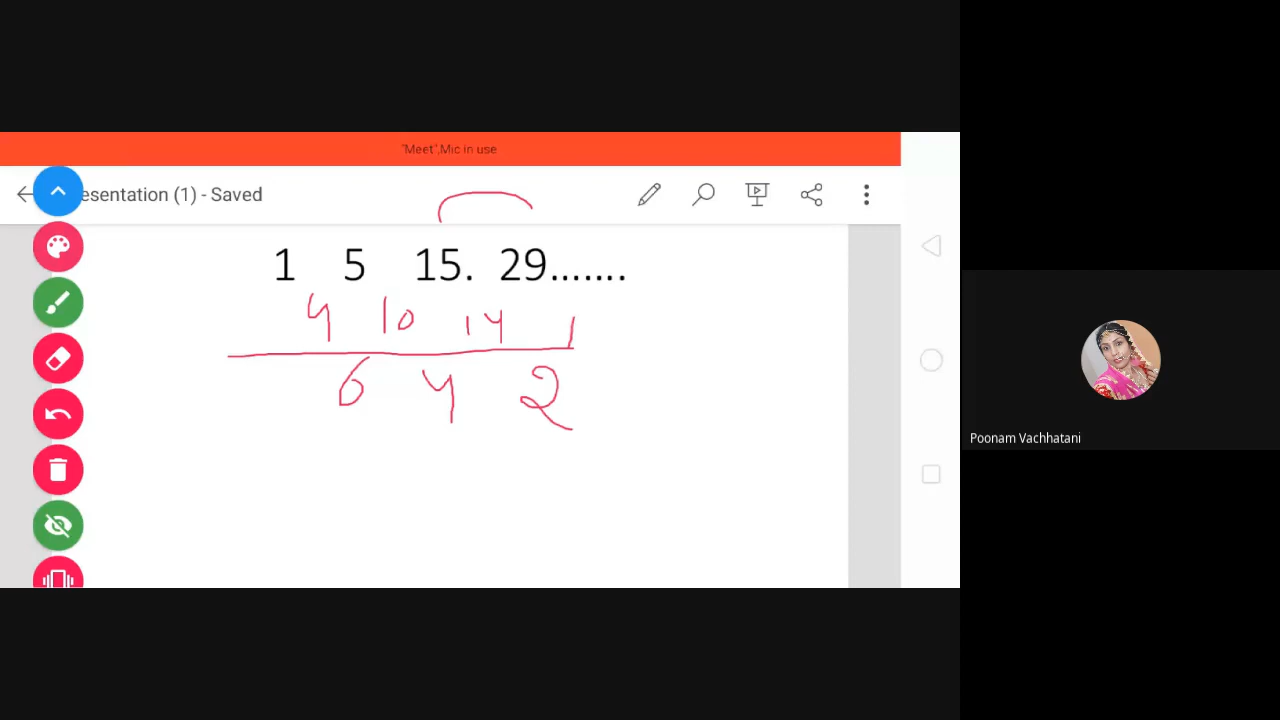 "Meet",Mic in use
esentation (1) - Saved
1 5 15. 29.......
4 10 14 1
6 4 2
Poonam Vachhatani